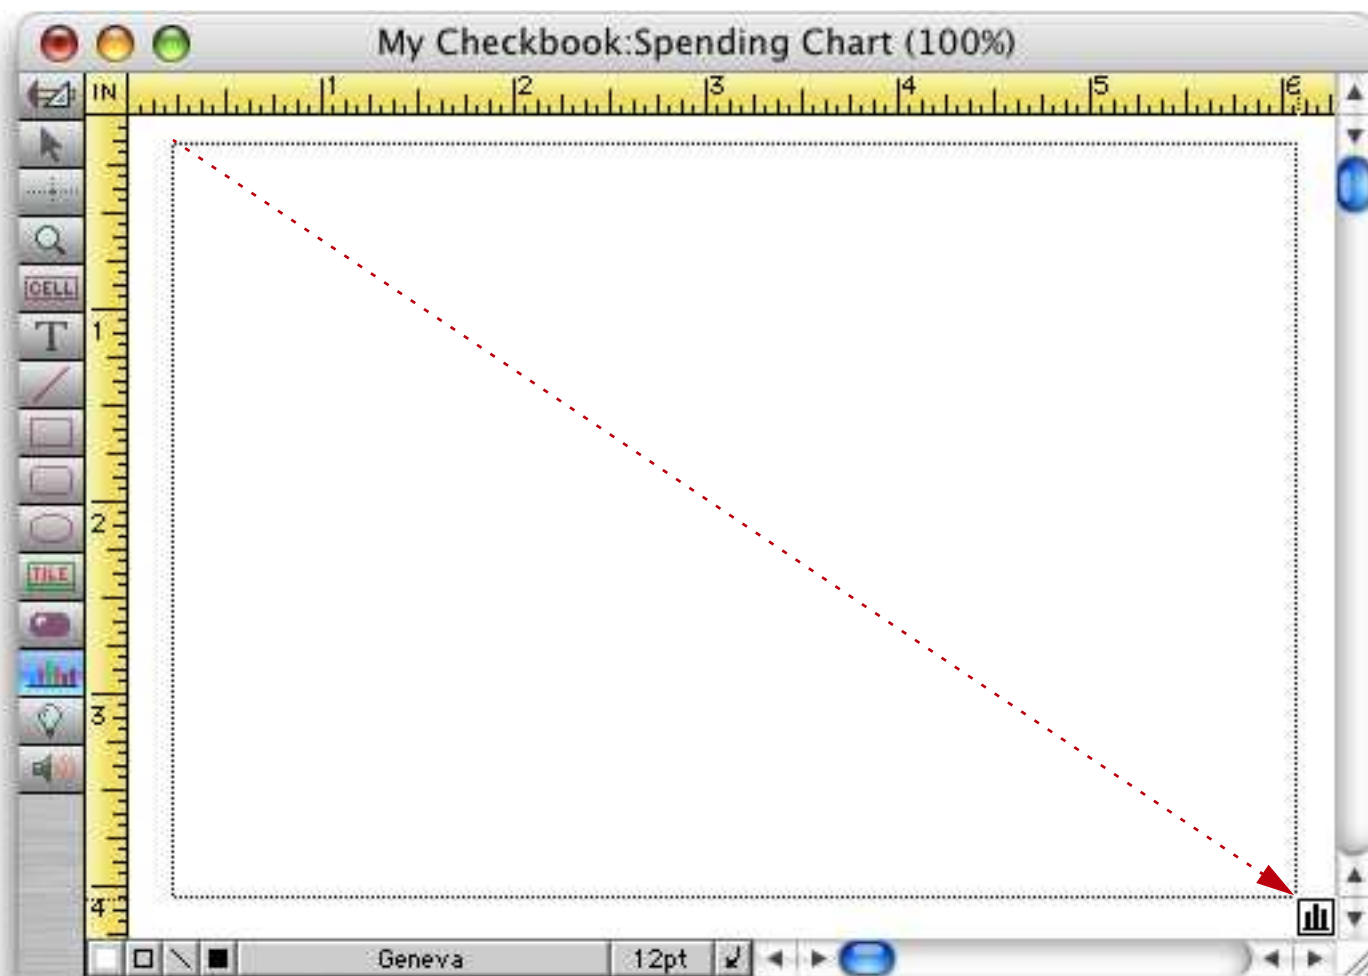 My Checkbook:Spending Chart (100%)
IN 1 2 3 4 5 6
CELL
T
1
2
TILE
3
4
Geneva 12pt